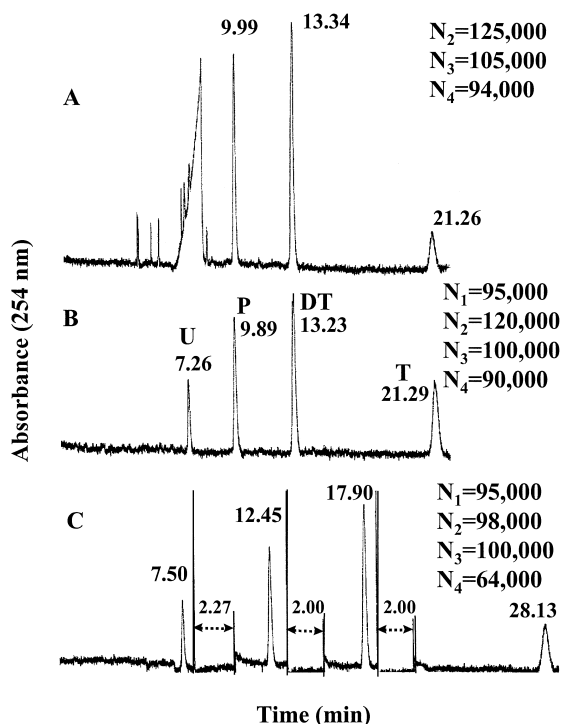 9.99
13.34
N2=125,000
N3=105,000
N4=94,000
A
21.26
Absorbance (254 nm)
N1=95,000
N2=120,000
N3=100,000
N4=90,000
B
U
7.26
P
9.89
DT
13.23
T
21.29
C
7.50
12.45
17.90
N1=95,000
N2=98,000
N3=100,000
N4=64,000
2.27
2.00
2.00
28.13
Time (min)